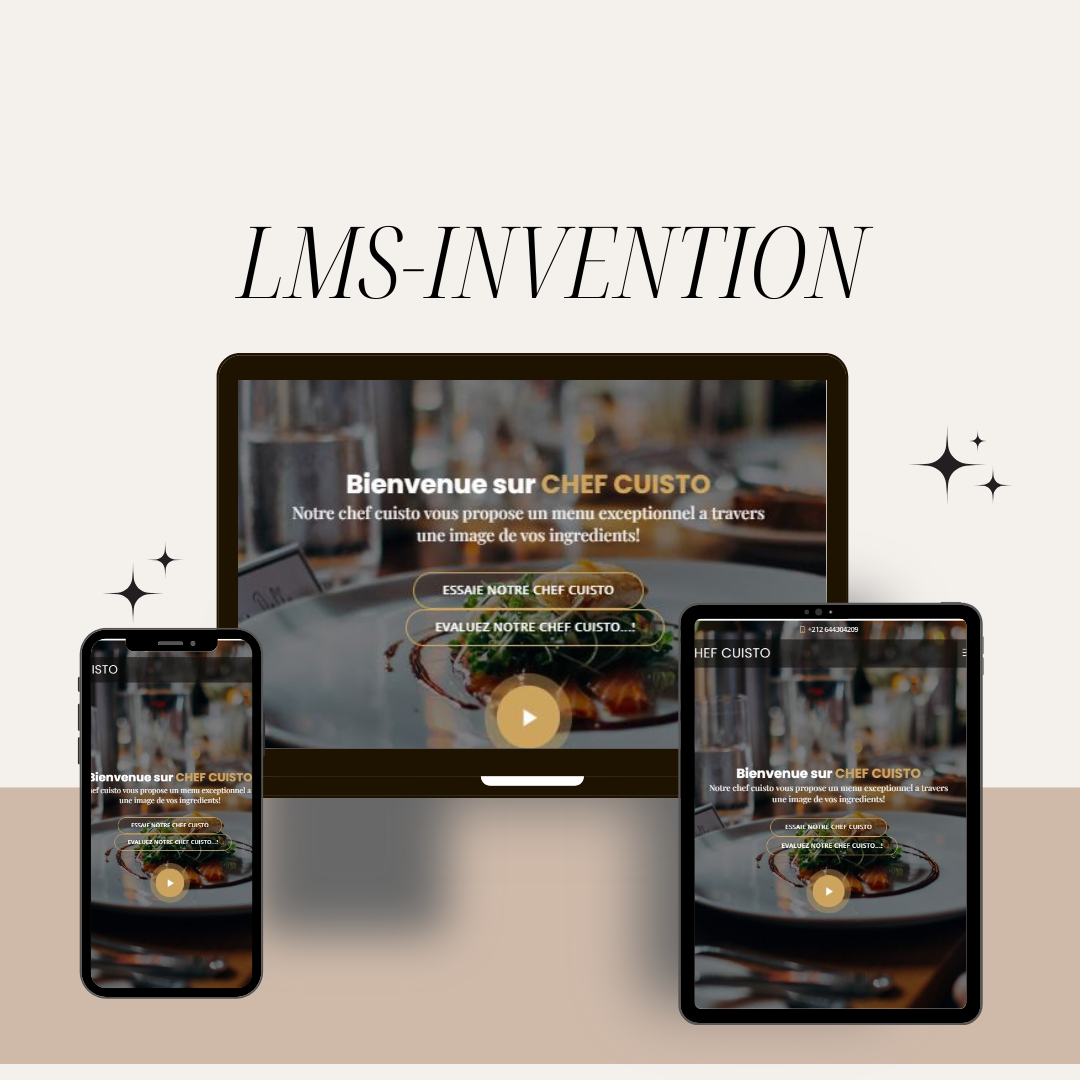 LMS-INVENTION
Bienvenue sur CHEF CUISTO
Notre chef cuisto vous propose un menu exceptionnel a travers
une image de vos ingredients!
ESSAIE NOTRE CHEF CUISTO
EVALUEZ NOTRE CHEF CUISTO...!
ISTO
Bienvenue sur CHEF CUISTO
ef cuisto vous propose un menu exceptionnel a
une image de vos ingredients!
ESSAIE NOTRE CHEF CUISTO
EVALUEZ NOTRE CHEF CUISTO...!
+212 644304209
HEF CUISTO
Bienvenue sur CHEF CUISTO
Notre chef cuisto vous propose un menu exceptionnel a travers
une image de vos ingredients!
ESSAIE NOTRE CHEF CUISTO
EVALUEZ NOTRE CHEF CUISTO...!